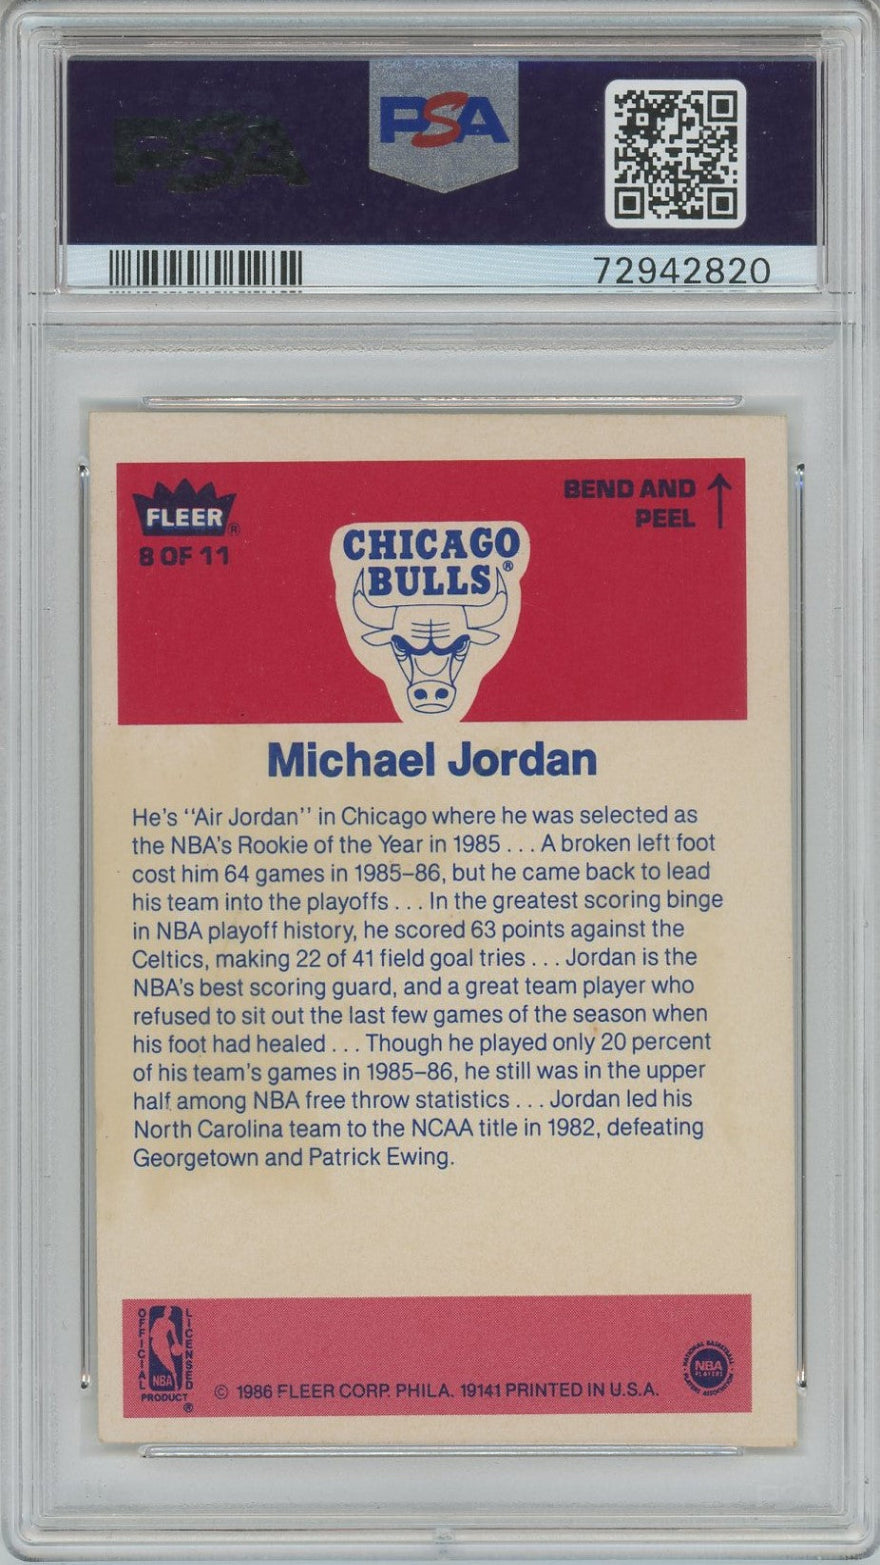 PSA
PSA
72942820
FLEER®
8 OF 11
BEND AND
PEEL
CHICAGO
BULLS®
Michael Jordan
He's "Air Jordan" in Chicago where he was selected as
the NBA's Rookie of the Year in 1985 . . . A broken left foot
cost him 64 games in 1985–86, but he came back to lead
his team into the playoffs . . . In the greatest scoring binge
in NBA playoff history, he scored 63 points against the
Celtics, making 22 of 41 field goal tries . . . Jordan is the
NBA's best scoring guard, and a great team player who
refused to sit out the last few games of the season when
his foot had healed . . . Though he played only 20 percent
of his team's games in 1985–86, he still was in the upper
half among NBA free throw statistics . . . Jordan led his
North Carolina team to the NCAA title in 1982, defeating
Georgetown and Patrick Ewing.
OFFICIAL
LICENSED
NBA
PRODUCT
®
© 1986 FLEER CORP. PHILA. 19141 PRINTED IN U.S.A.
NATIONAL BASKETBALL
NBA
PLAYERS
PLAYERS ASSOCIATION